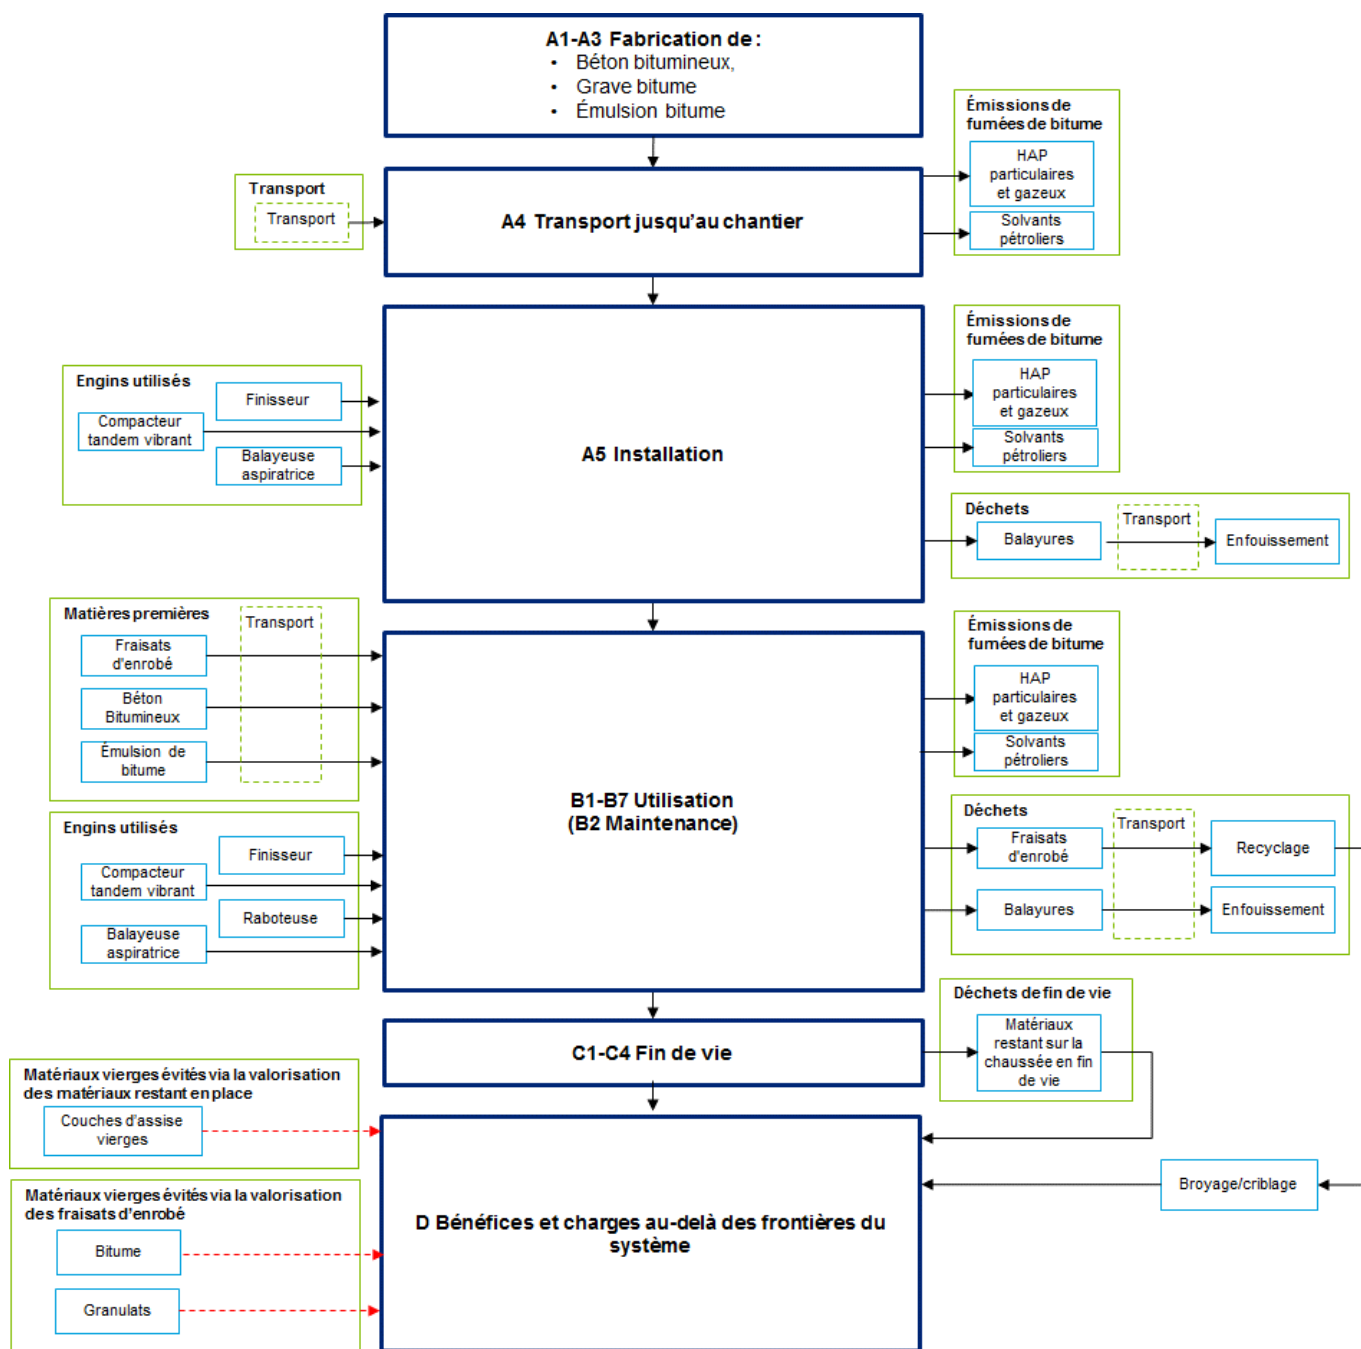 A1-A3 Fabrication de :
• Béton bitumineux,
• Grave bitume
• Émulsion bitume
Émissions de
fumées de bitume
HAP
particulaires
et gazeux
Solvants
pétroliers
Transport
Transport
A4 Transport jusqu'au chantier
Émissions de
fumées de bitume
HAP
particulaires
et gazeux
Solvants
pétroliers
Engins utilisés
Finisseur
Compacteur
tandem vibrant
Balayeuse
aspiratrice
A5 Installation
Déchets
Balayures
Transport
Enfouissement
Matières premières
Transport
Fraisats
d'enrobé
Béton
Bitumineux
Émulsion de
bitume
Émissions de
fumées de bitume
HAP
particulaires
et gazeux
Solvants
pétroliers
B1-B7 Utilisation
(B2 Maintenance)
Engins utilisés
Finisseur
Compacteur
tandem vibrant
Raboteuse
Balayeuse
aspiratrice
Déchets
Transport
Fraisats
d'enrobé
Recyclage
Balayures
Enfouissement
Déchets de fin de vie
Matériaux
restant sur la
chaussée en fin
de vie
C1-C4 Fin de vie
Matériaux vierges évités via la valorisation
des matériaux restant en place
Couches d'assise
vierges
Broyage/criblage
Matériaux vierges évités via la valorisation
des fraisats d'enrobé
Bitume
Granulats
D Bénéfices et charges au-delà des frontières du
système